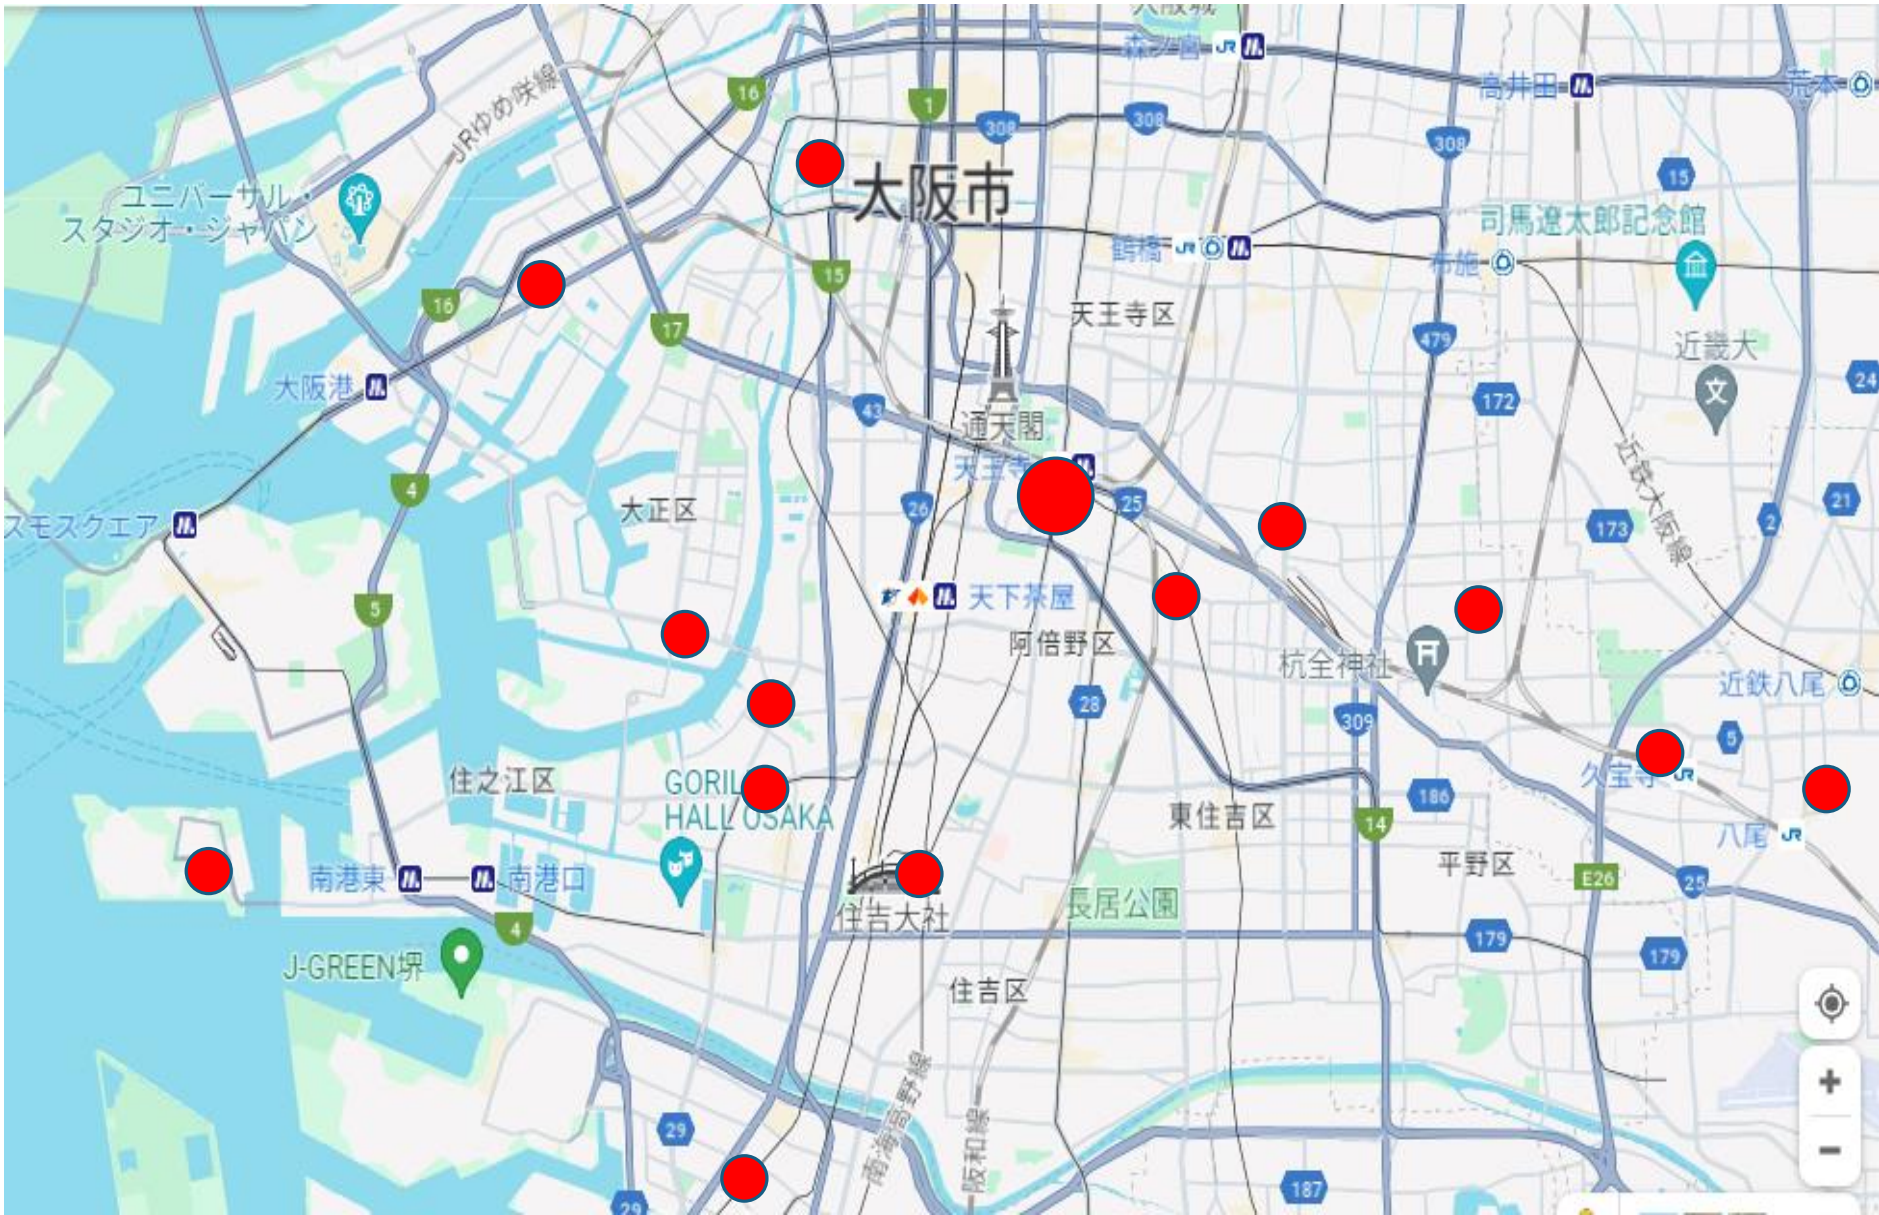 大阪城
森ノ宮 JR
高井田
荒本
16
1
308
308
308
JRゆめ咲線
15
大阪市
ユニバーサル・
スタジオ・ジャパン
司馬遼太郎記念館
鶴橋 JR
布施
15
16
17
天王寺区
479
近畿大
文
大阪港
172
24
43
通天閣
天王寺
近鉄大阪線
4
大正区
26
25
173
2
21
スモスクエア
5
天下茶屋
阿倍野区
杭全神社
28
309
近鉄八尾
5
住之江区
GORIL
HALL OSAKA
久宝寺 JR
186
東住吉区
14
八尾 JR
平野区
南港東
南港口
E26
25
住吉大社
長居公園
4
179
179
J-GREEN堺
住吉区
南海高野線
阪和線
29
29
187